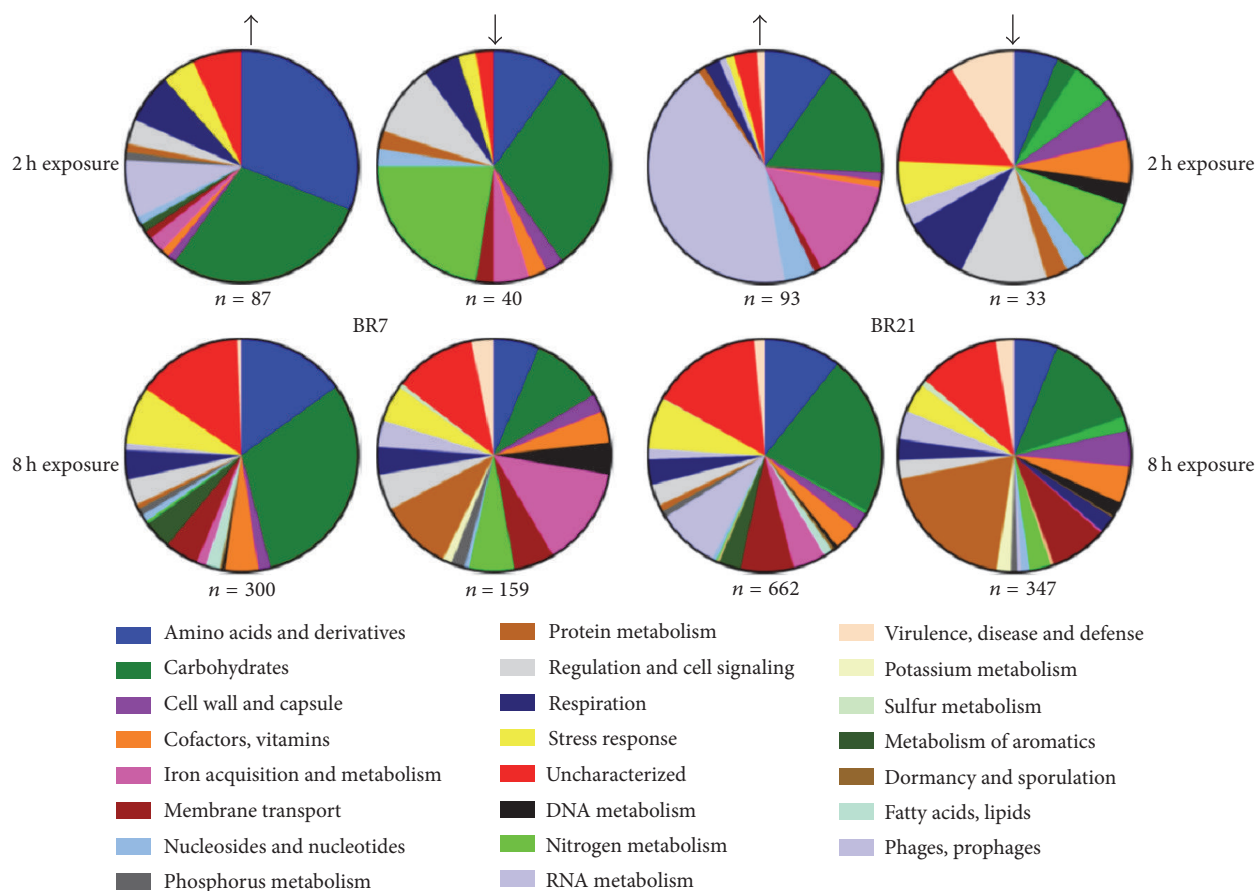 ↑ ↓ ↑ ↓
2 h exposure 2 h exposure
n = 87 n = 40 n = 93 n = 33
BR7 BR21
8 h exposure 8 h exposure
n = 300 n = 159 n = 662 n = 347
Amino acids and derivatives
Carbohydrates
Cell wall and capsule
Cofactors, vitamins
Iron acquisition and metabolism
Membrane transport
Nucleosides and nucleotides
Phosphorus metabolism
Protein metabolism
Regulation and cell signaling
Respiration
Stress response
Uncharacterized
DNA metabolism
Nitrogen metabolism
RNA metabolism
Virulence, disease and defense
Potassium metabolism
Sulfur metabolism
Metabolism of aromatics
Dormancy and sporulation
Fatty acids, lipids
Phages, prophages